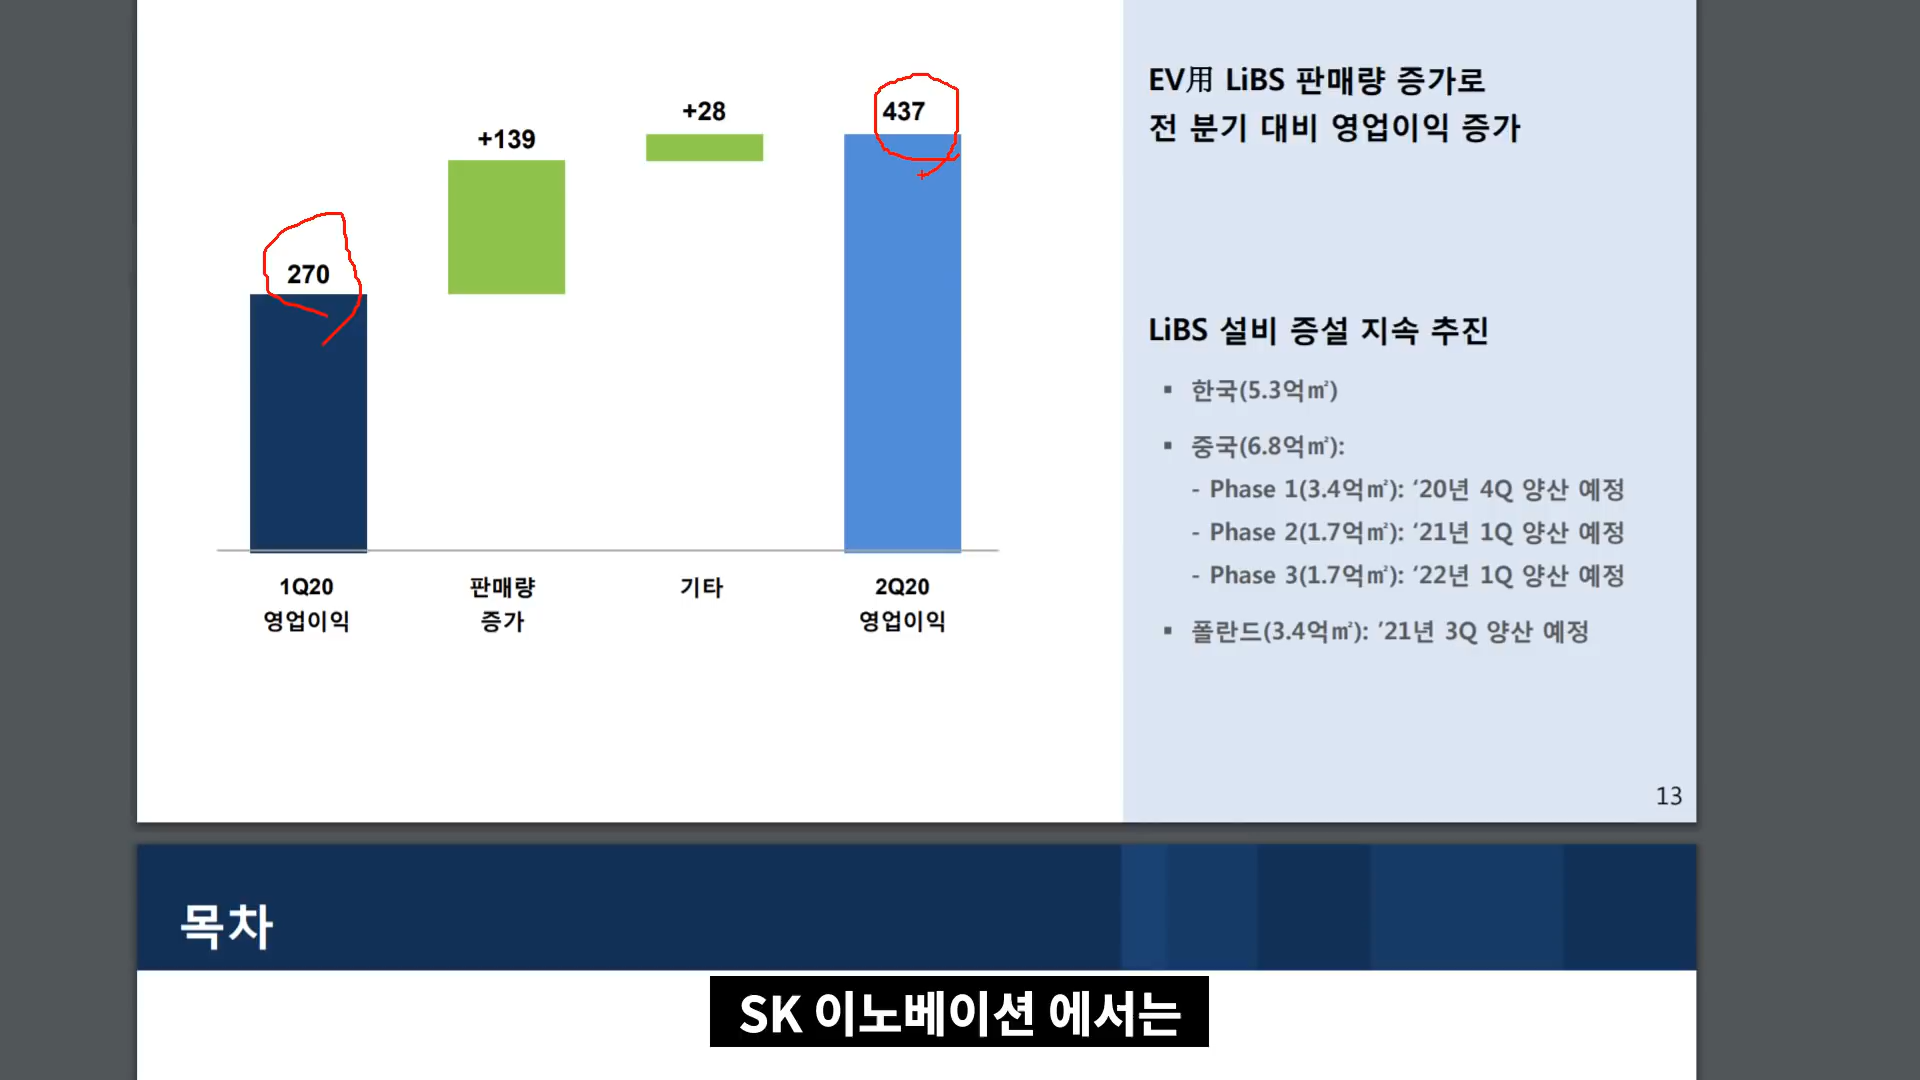 +139
+28
437
270
1Q20
영업이익
판매량
증가
기타
2Q20
영업이익
EV用 LiBS 판매량 증가로
전 분기 대비 영업이익 증가
LiBS 설비 증설 지속 추진
▪ 한국(5.3억㎡)
▪ 중국(6.8억㎡):
- Phase 1(3.4억㎡): ‘20년 4Q 양산 예정
- Phase 2(1.7억㎡): ‘21년 1Q 양산 예정
- Phase 3(1.7억㎡): ‘22년 1Q 양산 예정
▪ 폴란드(3.4억㎡): ’21년 3Q 양산 예정
13
목차
SK 이노베이션 에서는